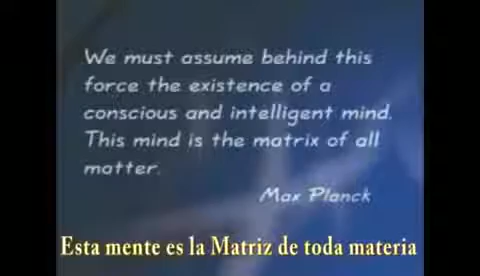 We must assume behind this
force the existence of a
conscious and intelligent mind.
This mind is the matrix of all
matter.
Max Planck
Esta mente es la Matriz de toda materia